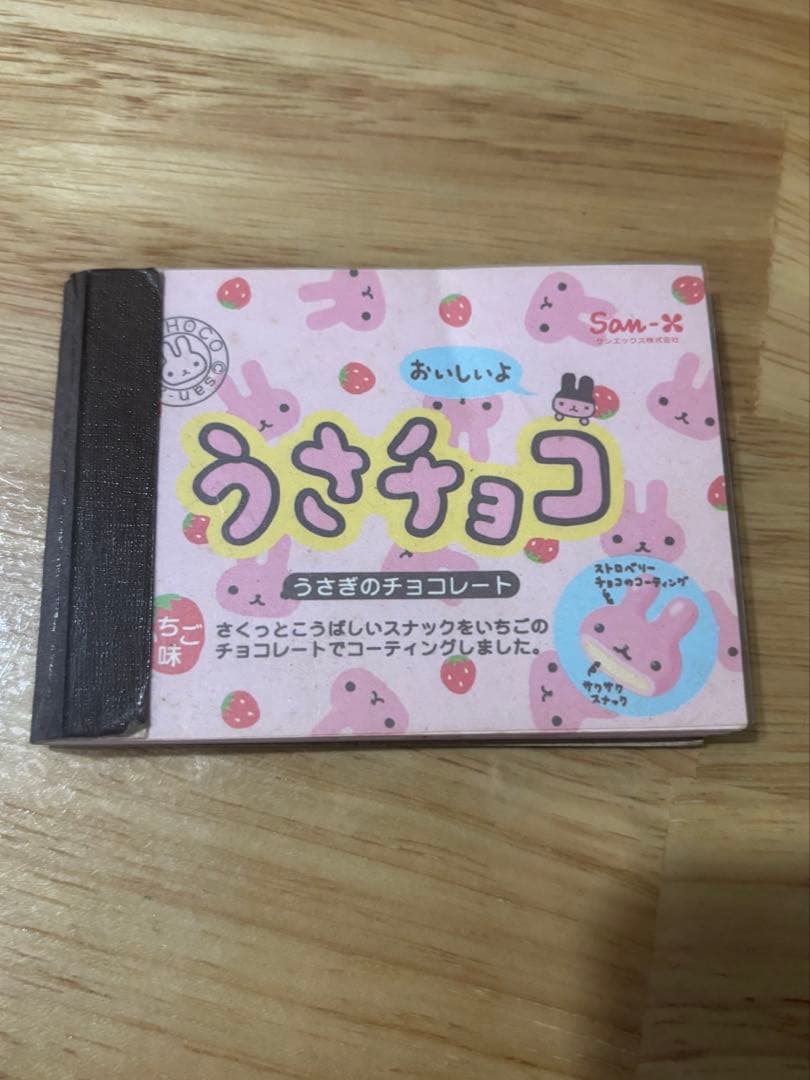 CHOCO ©san-
San-X
サンエックス株式会社
おいしいよ
うさチョコ
うさぎのチョコレート
ストロベリー
チョコのコーティング
ちご
味
さくっとこうばしいスナックをいちごの
チョコレートでコーティングしました。
サクサク
スナック